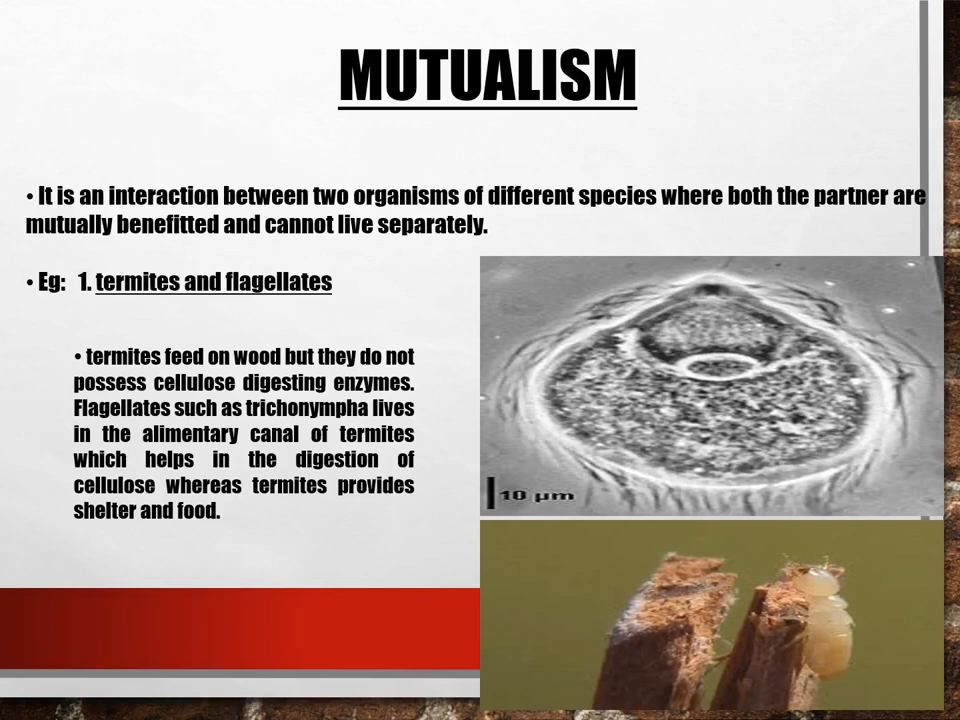 MUTUALISM
• It is an interaction between two organisms of different species where both the partner are
mutually benefitted and cannot live separately.
• Eg: 1. termites and flagellates
• termites feed on wood but they do not
possess cellulose digesting enzymes.
Flagellates such as trichonympha lives
in the alimentary canal of termites
which helps in the digestion of
cellulose whereas termites provides
shelter and food.
10 µm